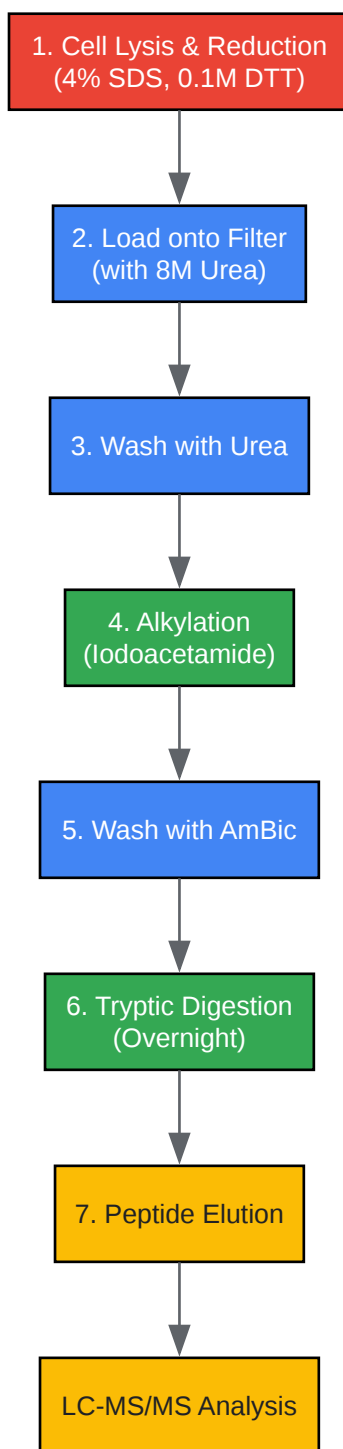 1. Cell Lysis & Reduction
(4% SDS, 0.1M DTT)
2. Load onto Filter
(with 8M Urea)
3. Wash with Urea
4. Alkylation
(Iodoacetamide)
5. Wash with AmBic
6. Tryptic Digestion
(Overnight)
7. Peptide Elution
LC-MS/MS Analysis